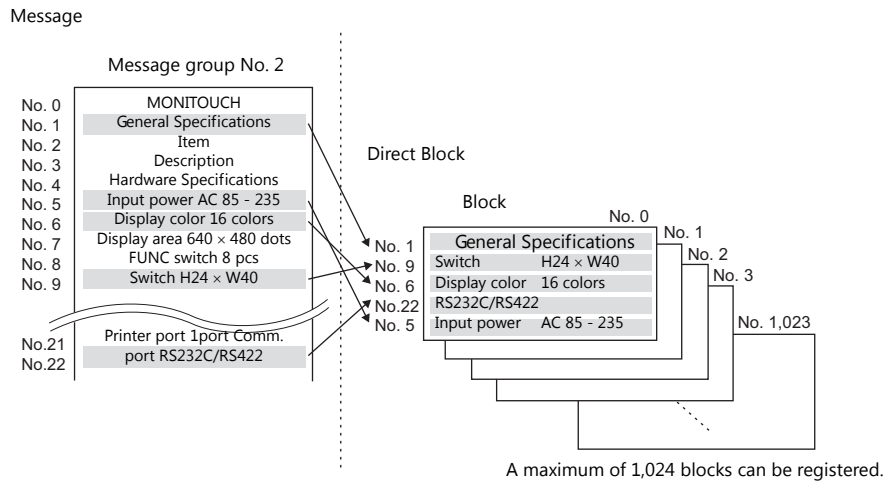 Message
Message group No. 2
No. 0 MONITOUCH
No. 1 General Specifications
No. 2 Item
No. 3 Description
No. 4 Hardware Specifications
No. 5 Input power AC 85 - 235
No. 6 Display color 16 colors
No. 7 Display area 640 × 480 dots
No. 8 FUNC switch 8 pcs
No. 9 Switch H24 × W40
No.21 Printer port 1port Comm.
No.22 port RS232C/RS422
Direct Block
Block
No. 0
No. 1
No. 2
No. 3
No. 1,023
No. 1 General Specifications
No. 9 Switch H24 × W40
No. 6 Display color 16 colors
No.22 RS232C/RS422
No. 5 Input power AC 85 - 235
A maximum of 1,024 blocks can be registered.